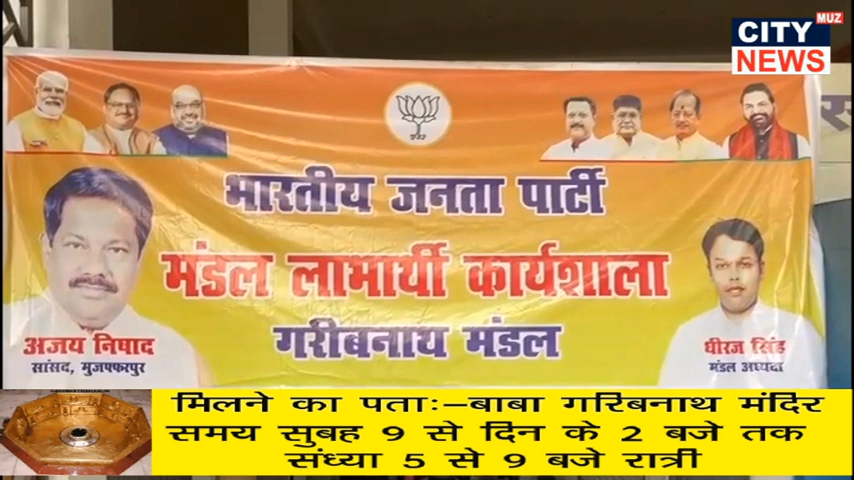 MUZ
CITY
NEWS
भारतीय जनता पार्टी
मंडल लाभार्थी कार्यशाला
गरीबनाथ मंडल
अजय निषाद
सांसद, मुजफ्फरपुर
धीरज सिंह
मंडल अध्यक्ष
मिलने का पताः-बाबा गरिबनाथ मंदिर
समय सुबह 9 से दिन के 2 बजे तक
संध्या 5 से 9 बजे रात्री